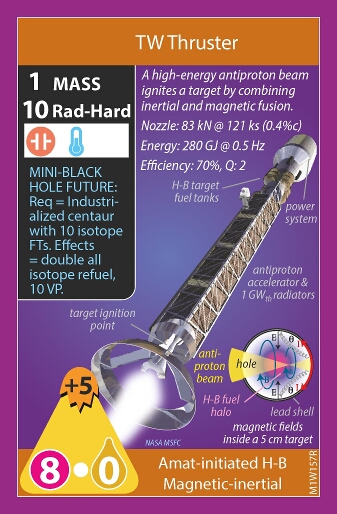 TW Thruster
1 MASS
10 Rad-Hard
MINI-BLACK
HOLE FUTURE:
Req = Industri-
alized centaur
with 10 isotope
FTs. Effects
= double all
isotope refuel,
10 VP.
A high-energy antiproton beam
ignites a target by combining
inertial and magnetic fusion.
Nozzle: 83 kN @ 121 ks (0.4%c)
Energy: 280 GJ @ 0.5 Hz
Efficiency: 70%, Q: 2
H-B target
fuel tanks
power
system
antiproton
accelerator &
1 GWth radiators
target ignition
point
anti-
proton
beam
hole
E
θ
I
E
θ
I
H-B fuel
halo
lead shell
magnetic fields
inside a 5 cm target
NASA MSFC
+5
8 • 0
Amat-initiated H-B
Magnetic-inertial
M1W157R